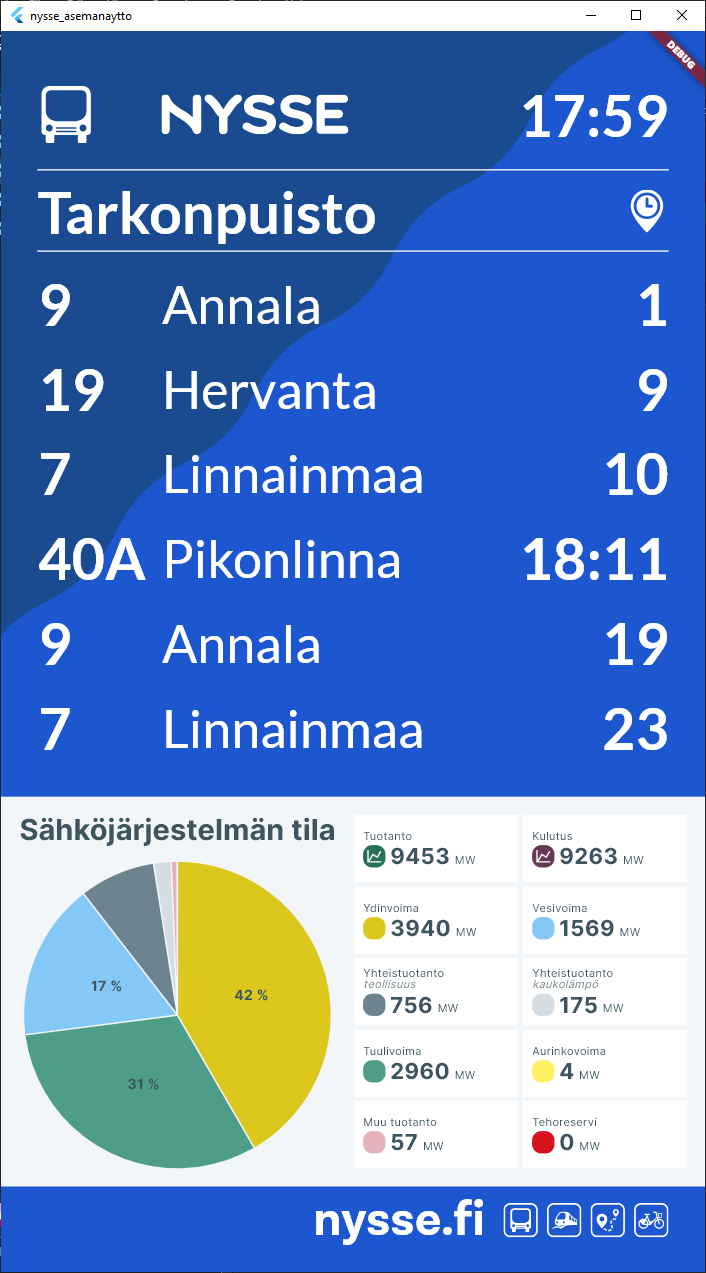 nysse_asemanaytto
DEBUG
NYSSE 17:59
Tarkonpuisto
9 Annala 1
19 Hervanta 9
7 Linnainmaa 10
40A Pikonlinna 18:11
9 Annala 19
7 Linnainmaa 23
Sähköjärjestelmän tila
42 %
17 %
31 %
Tuotanto
9453 MW
Kulutus
9263 MW
Ydinvoima
3940 MW
Vesivoima
1569 MW
Yhteistuotanto
teollisuus
756 MW
Yhteistuotanto
kaukolämpö
175 MW
Tuulivoima
2960 MW
Aurinkovoima
4 MW
Muu tuotanto
57 MW
Tehoreservi
0 MW
nysse.fi